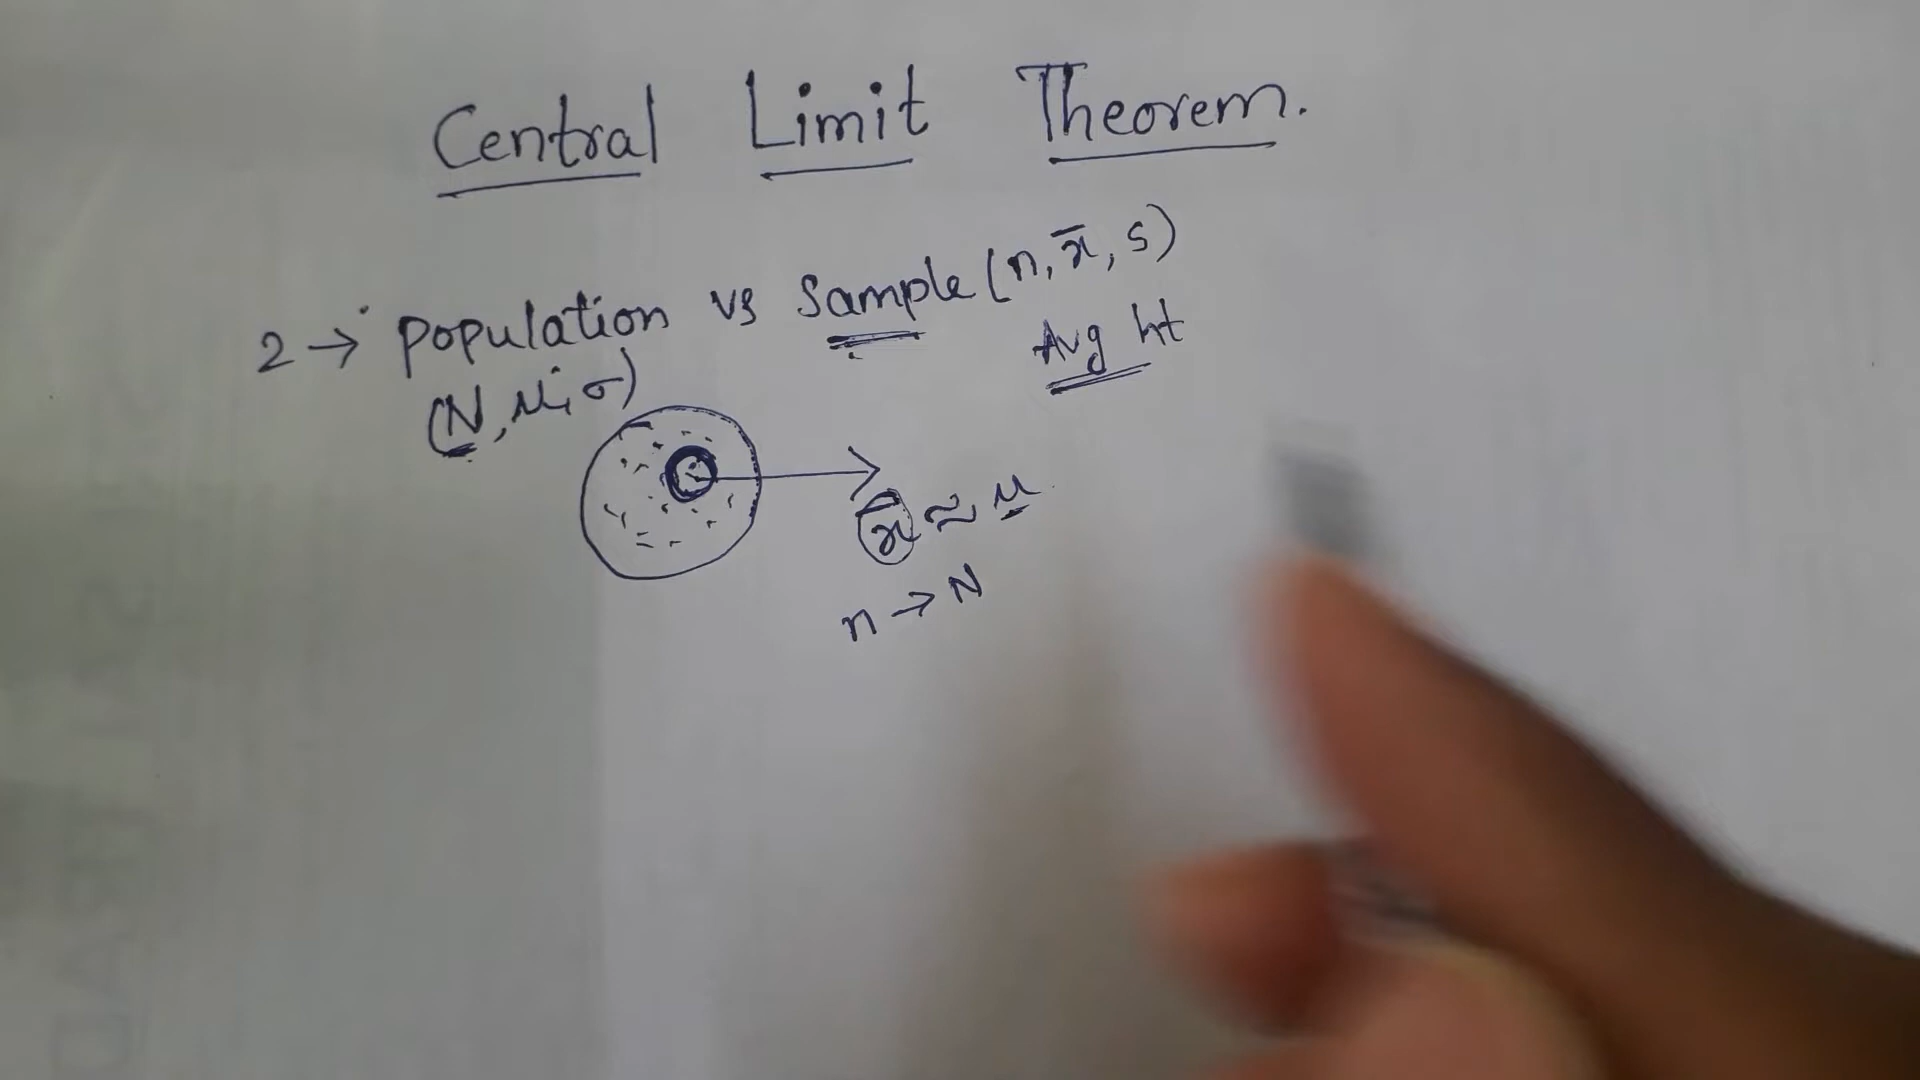 Central Limit Theorem.
2 → population vs sample (n, x̄, s)
(N, μ, σ)
Avg ht
x̄ ≈ μ
n → N